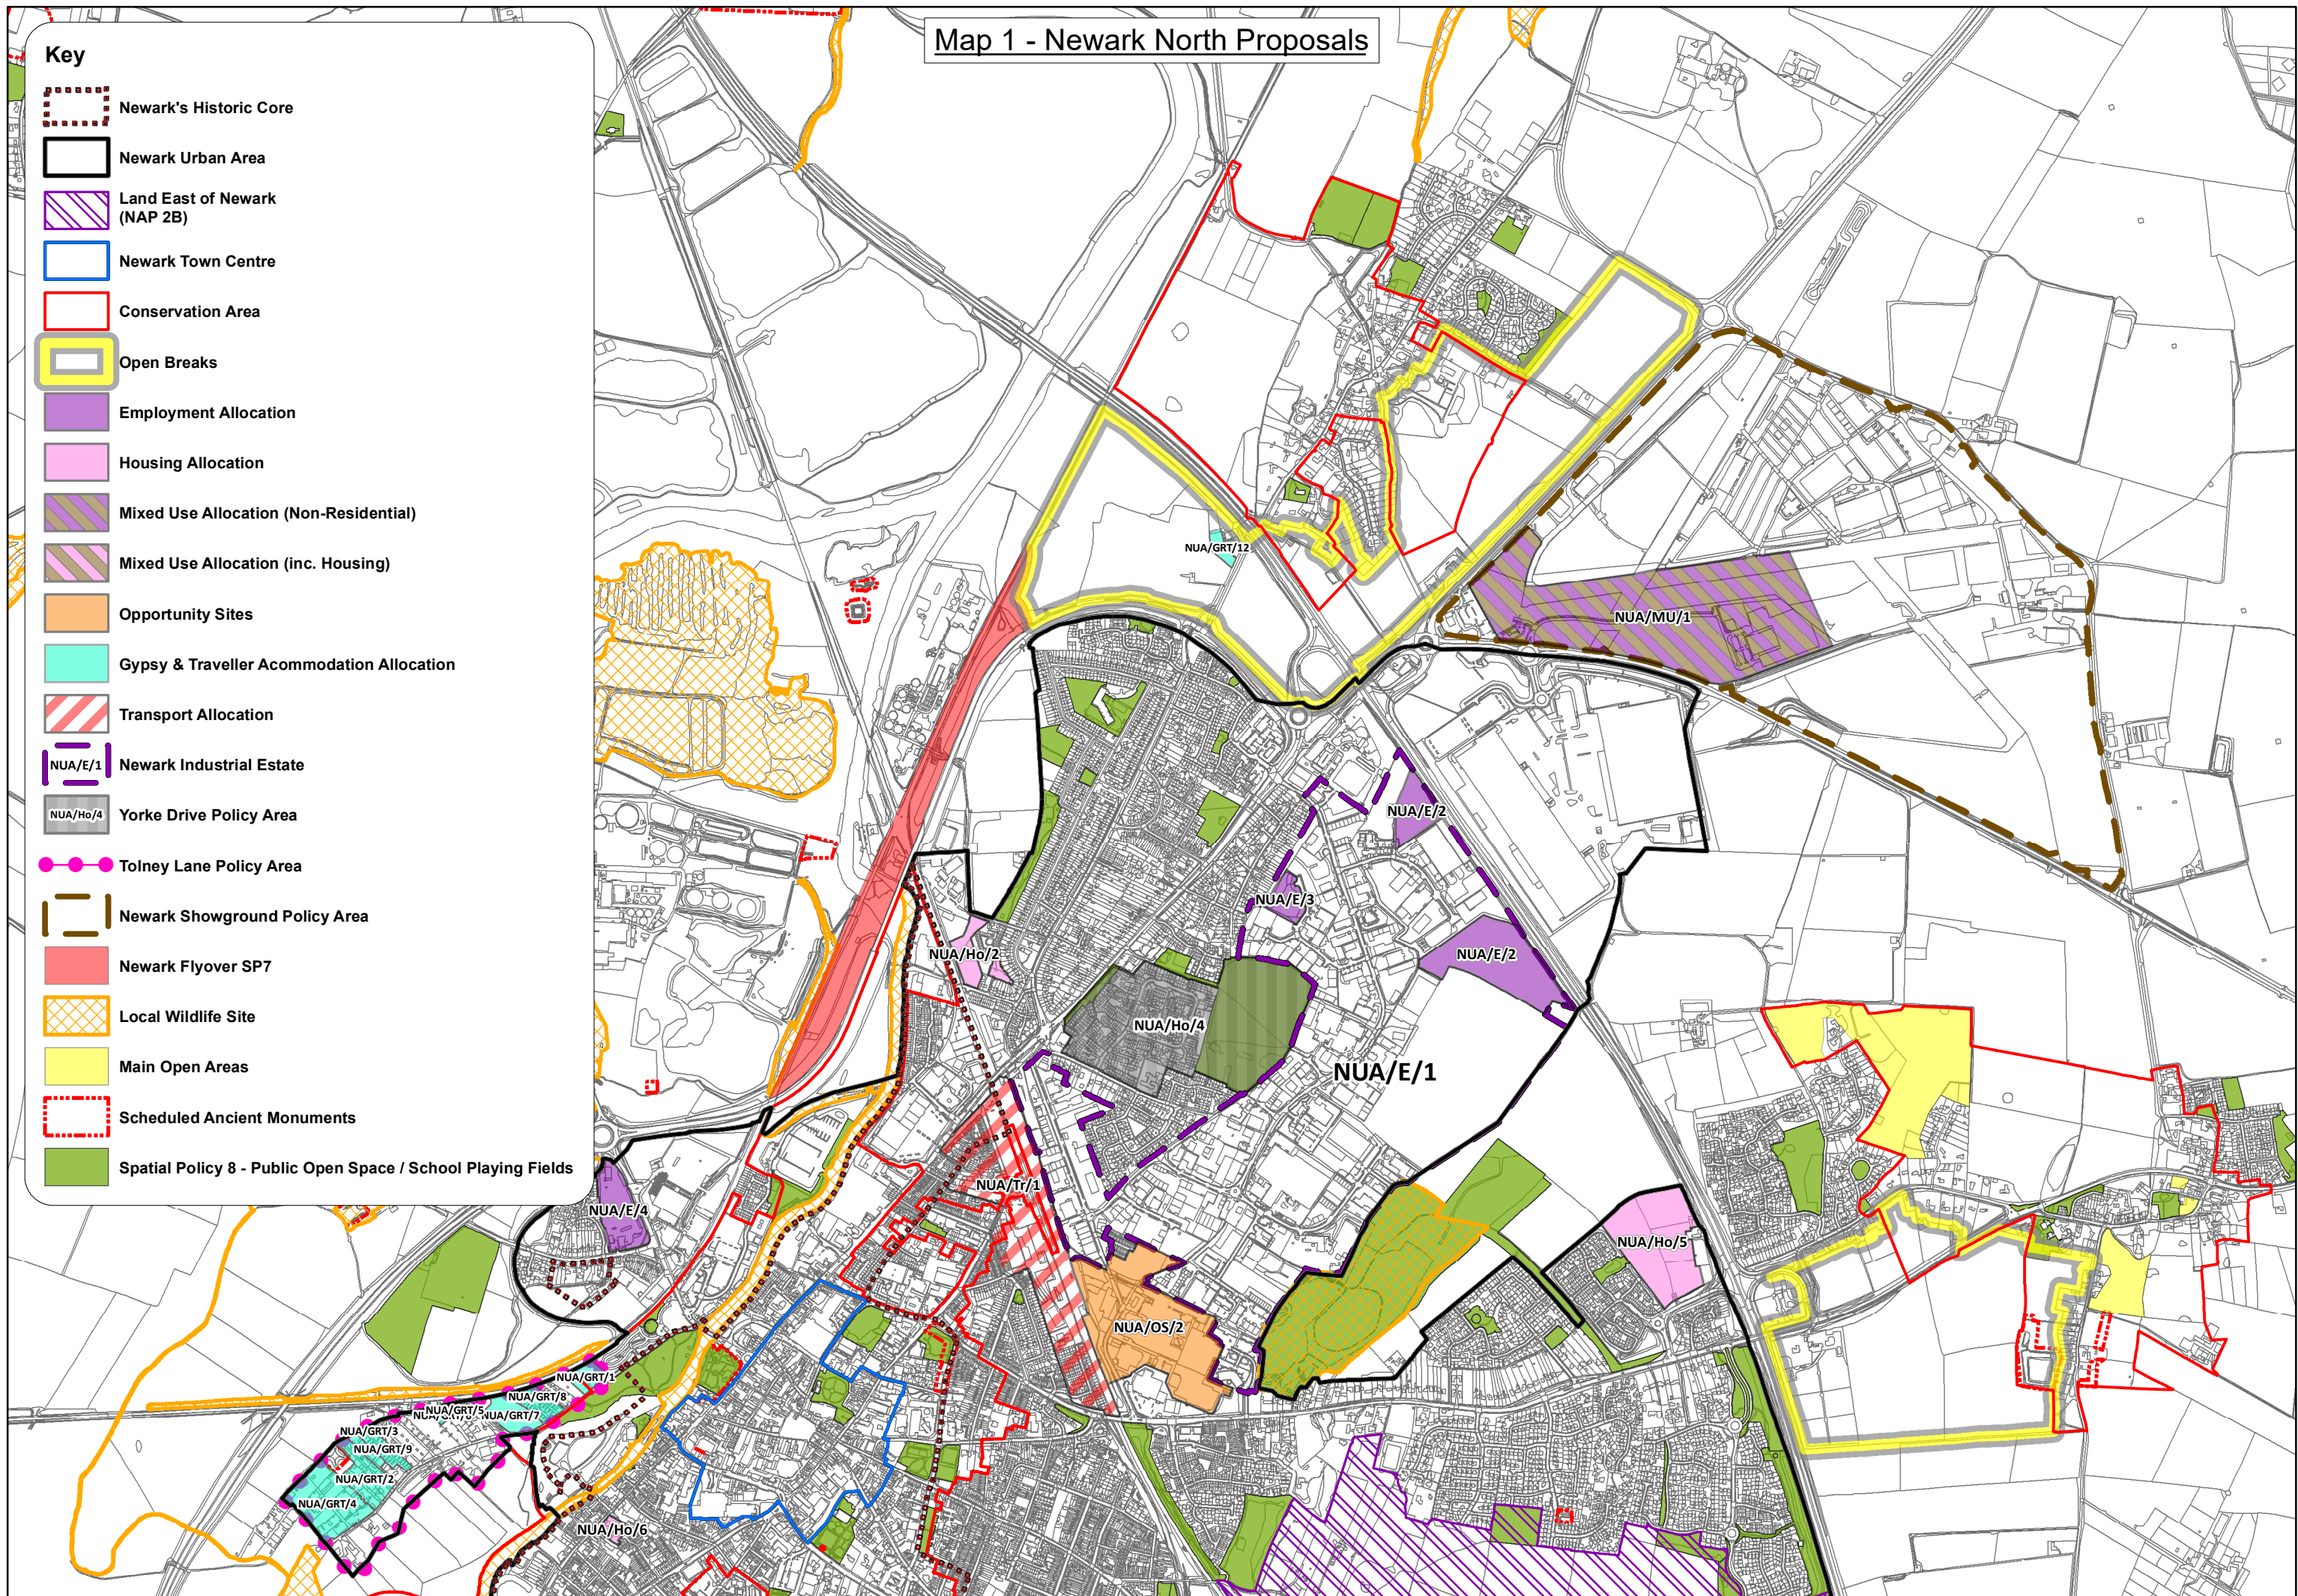 Map 1 - Newark North Proposals
Key
Newark's Historic Core
Newark Urban Area
Land East of Newark
(NAP 2B)
Newark Town Centre
Conservation Area
Open Breaks
Employment Allocation
Housing Allocation
Mixed Use Allocation (Non-Residential)
Mixed Use Allocation (inc. Housing)
Opportunity Sites
Gypsy & Traveller Acommodation Allocation
Transport Allocation
NUA/E/1
Newark Industrial Estate
NUA/Ho/4
Yorke Drive Policy Area
Tolney Lane Policy Area
Newark Showground Policy Area
Newark Flyover SP7
Local Wildlife Site
Main Open Areas
Scheduled Ancient Monuments
Spatial Policy 8 - Public Open Space / School Playing Fields
NUA/GRT/12
NUA/MU/1
NUA/E/2
NUA/E/3
NUA/Ho/2
NUA/E/2
NUA/Ho/4
NUA/E/1
NUA/Tr/1
NUA/E/4
NUA/Ho/5
NUA/OS/2
NUA/GRT/1
NUA/GRT/8
NUA/GRT/5
NUA/GRT/7
NUA/GRT/3
NUA/GRT/9
NUA/GRT/2
NUA/GRT/4
NUA/Ho/6